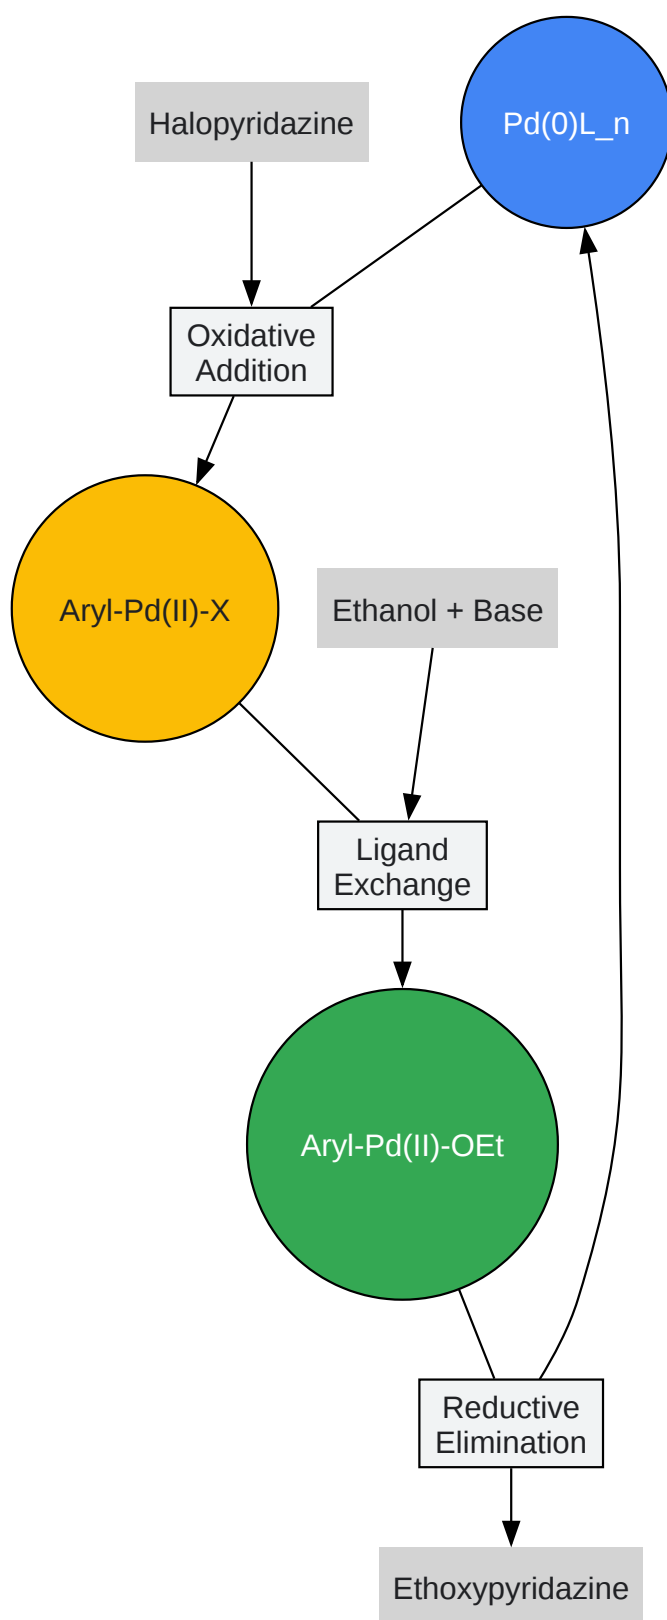 Pd(0)L_n
Halopyridazine
Oxidative
Addition
Aryl-Pd(II)-X
Ethanol + Base
Ligand
Exchange
Aryl-Pd(II)-OEt
Reductive
Elimination
Ethoxypyridazine